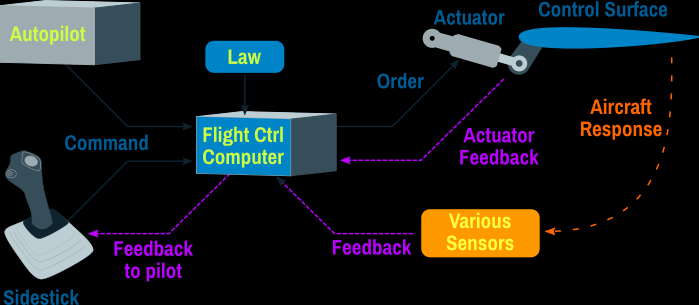 Autopilot
Law
Actuator
Control Surface
Order
Command
Flight Ctrl
Computer
Actuator
Feedback
Aircraft
Response
Feedback
to pilot
Feedback
Various
Sensors
Sidestick